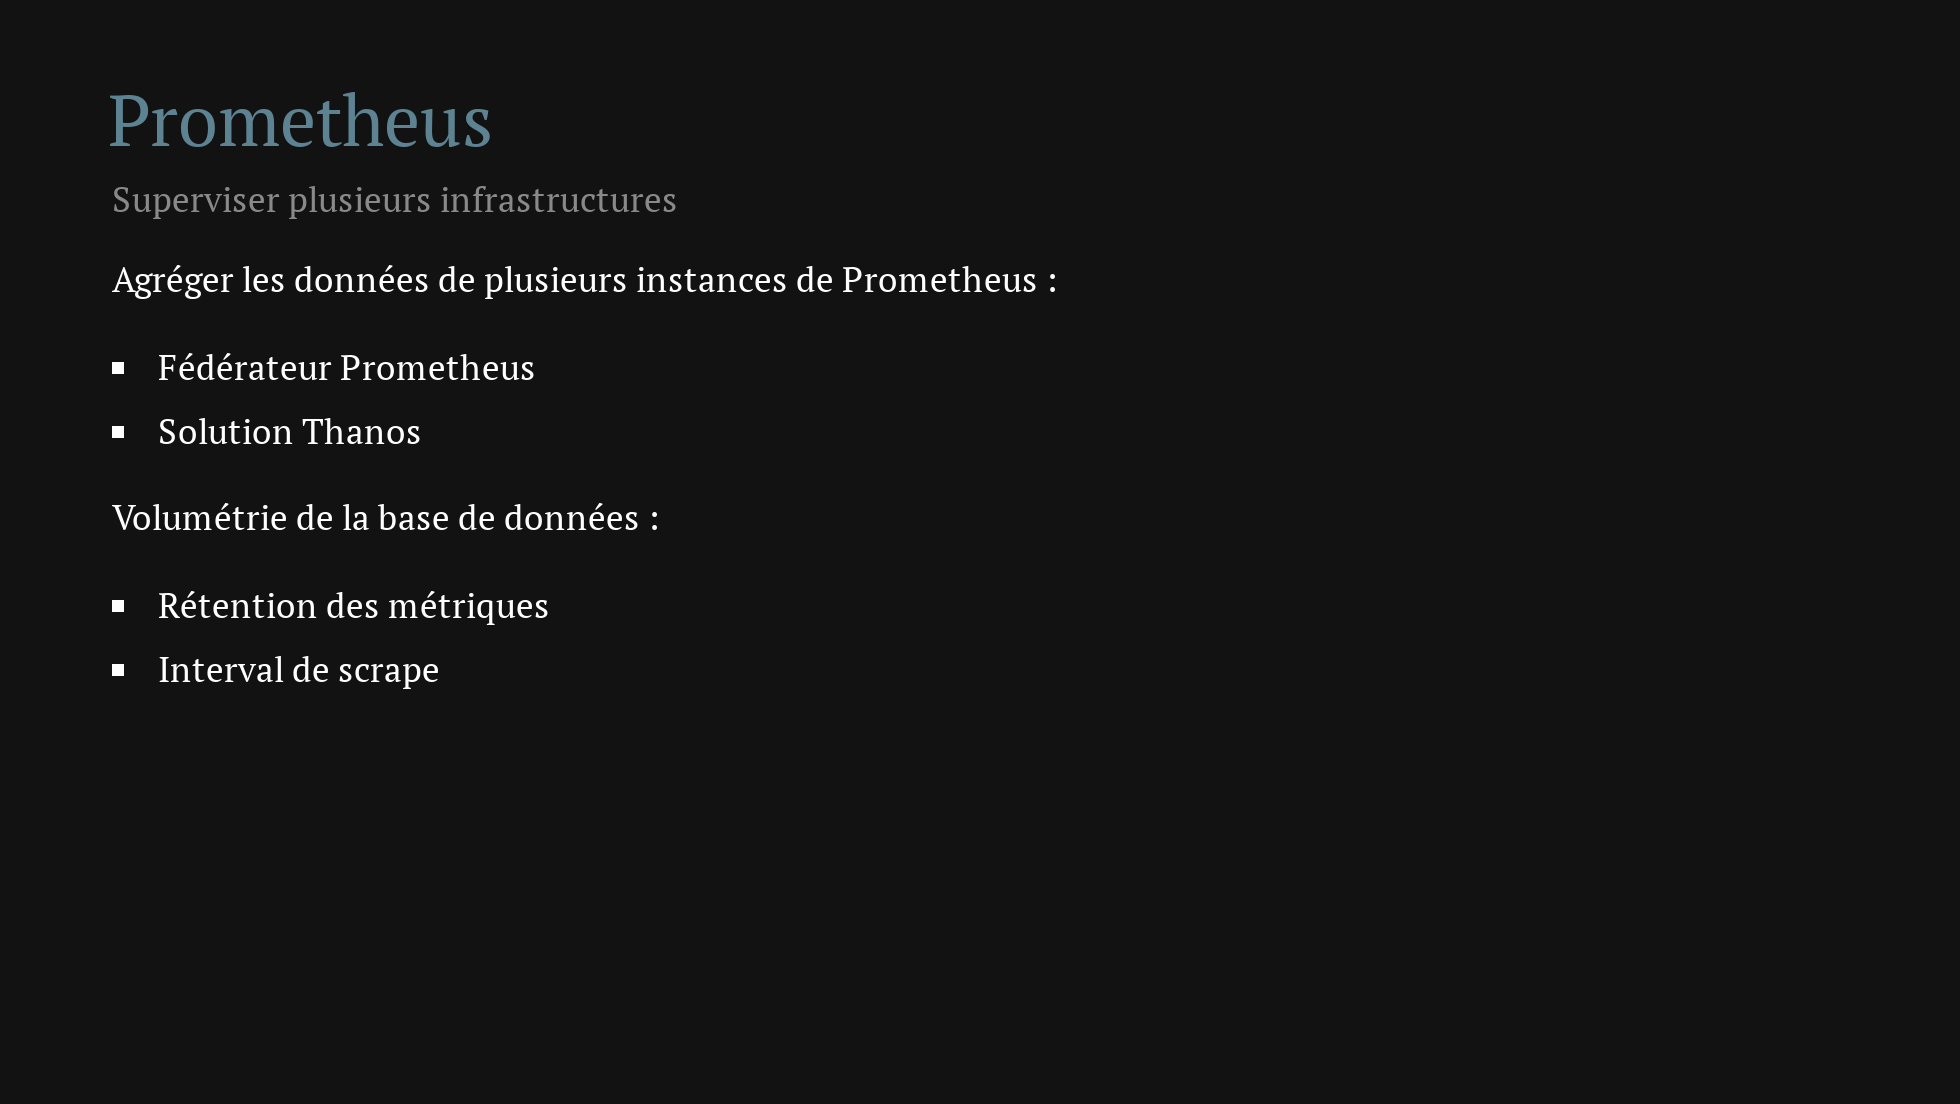 Prometheus
Superviser plusieurs infrastructures
Agréger les données de plusieurs instances de Prometheus :
Fédérateur Prometheus
Solution Thanos
Volumétrie de la base de données :
Rétention des métriques
Interval de scrape